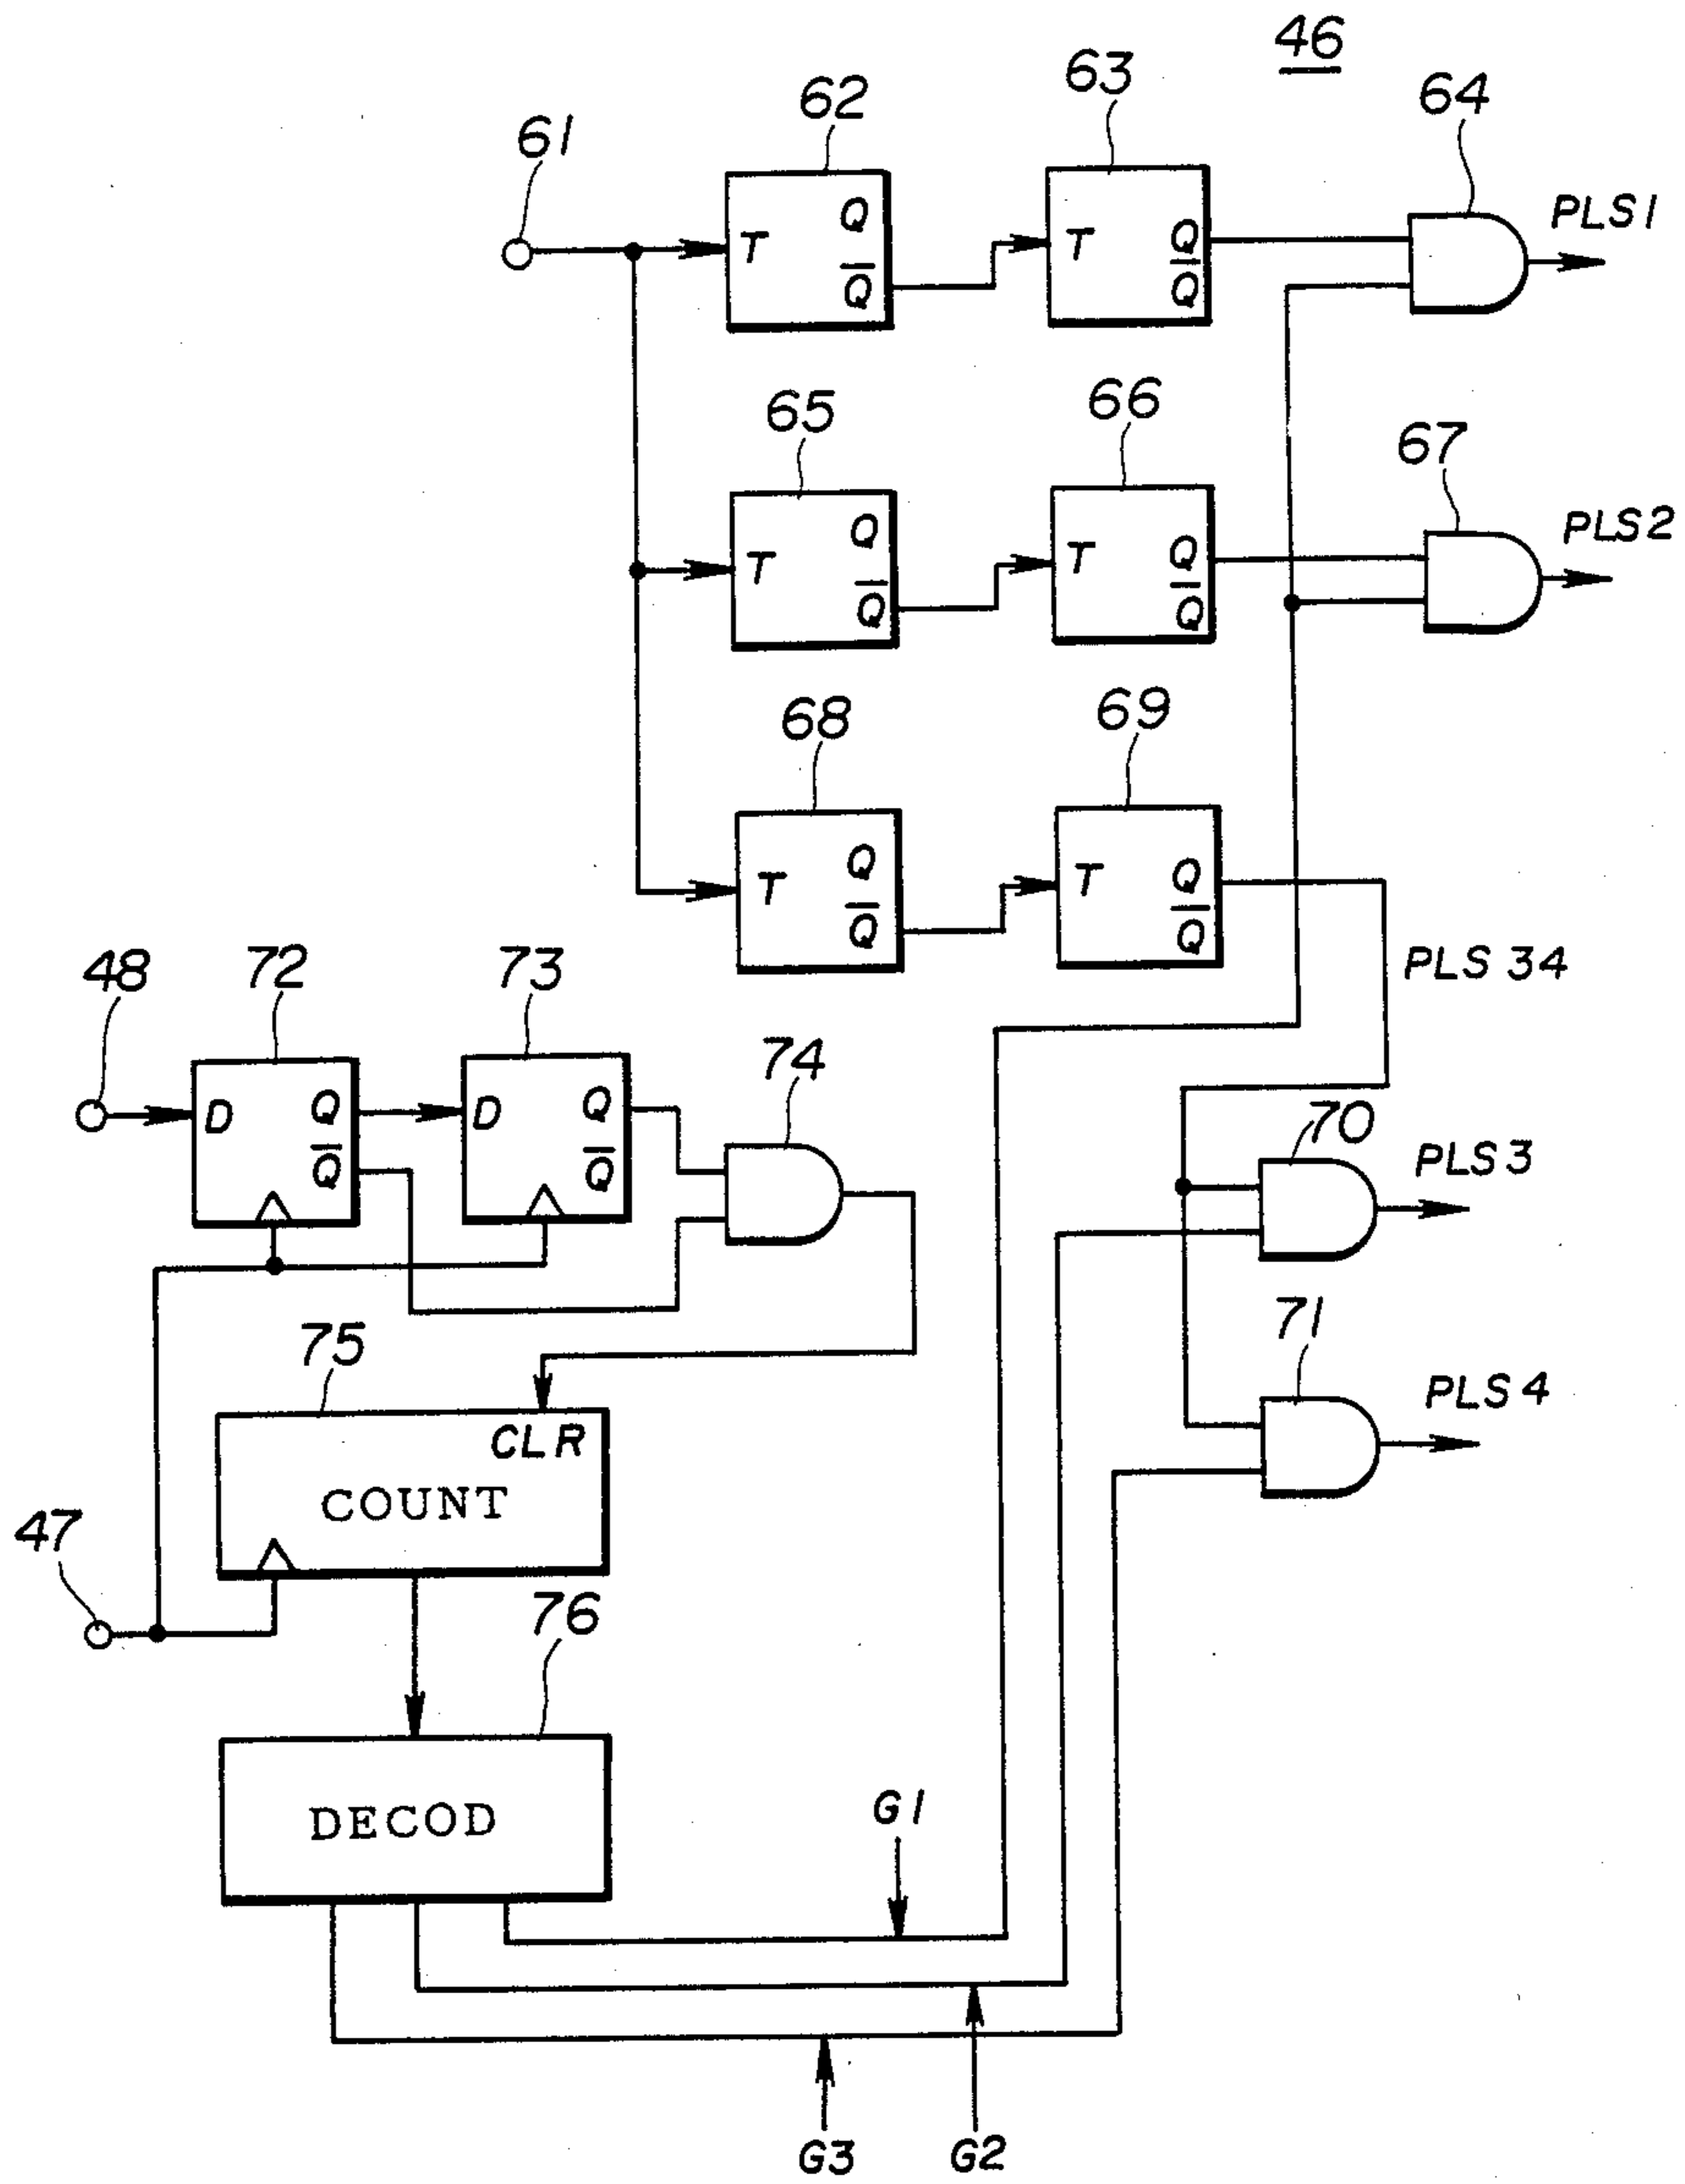 46
61
62
63
64
PLS1
T
Q
Q̅
T
Q
Q̅
65
66
67
PLS2
T
Q
Q̅
T
Q
Q̅
68
69
T
Q
Q̅
T
Q
Q̅
PLS 34
48
72
73
74
D
Q
Q̅
D
Q
Q̅
70
PLS3
71
PLS4
75
CLR
COUNT
47
76
DECOD
G1
G3
G2